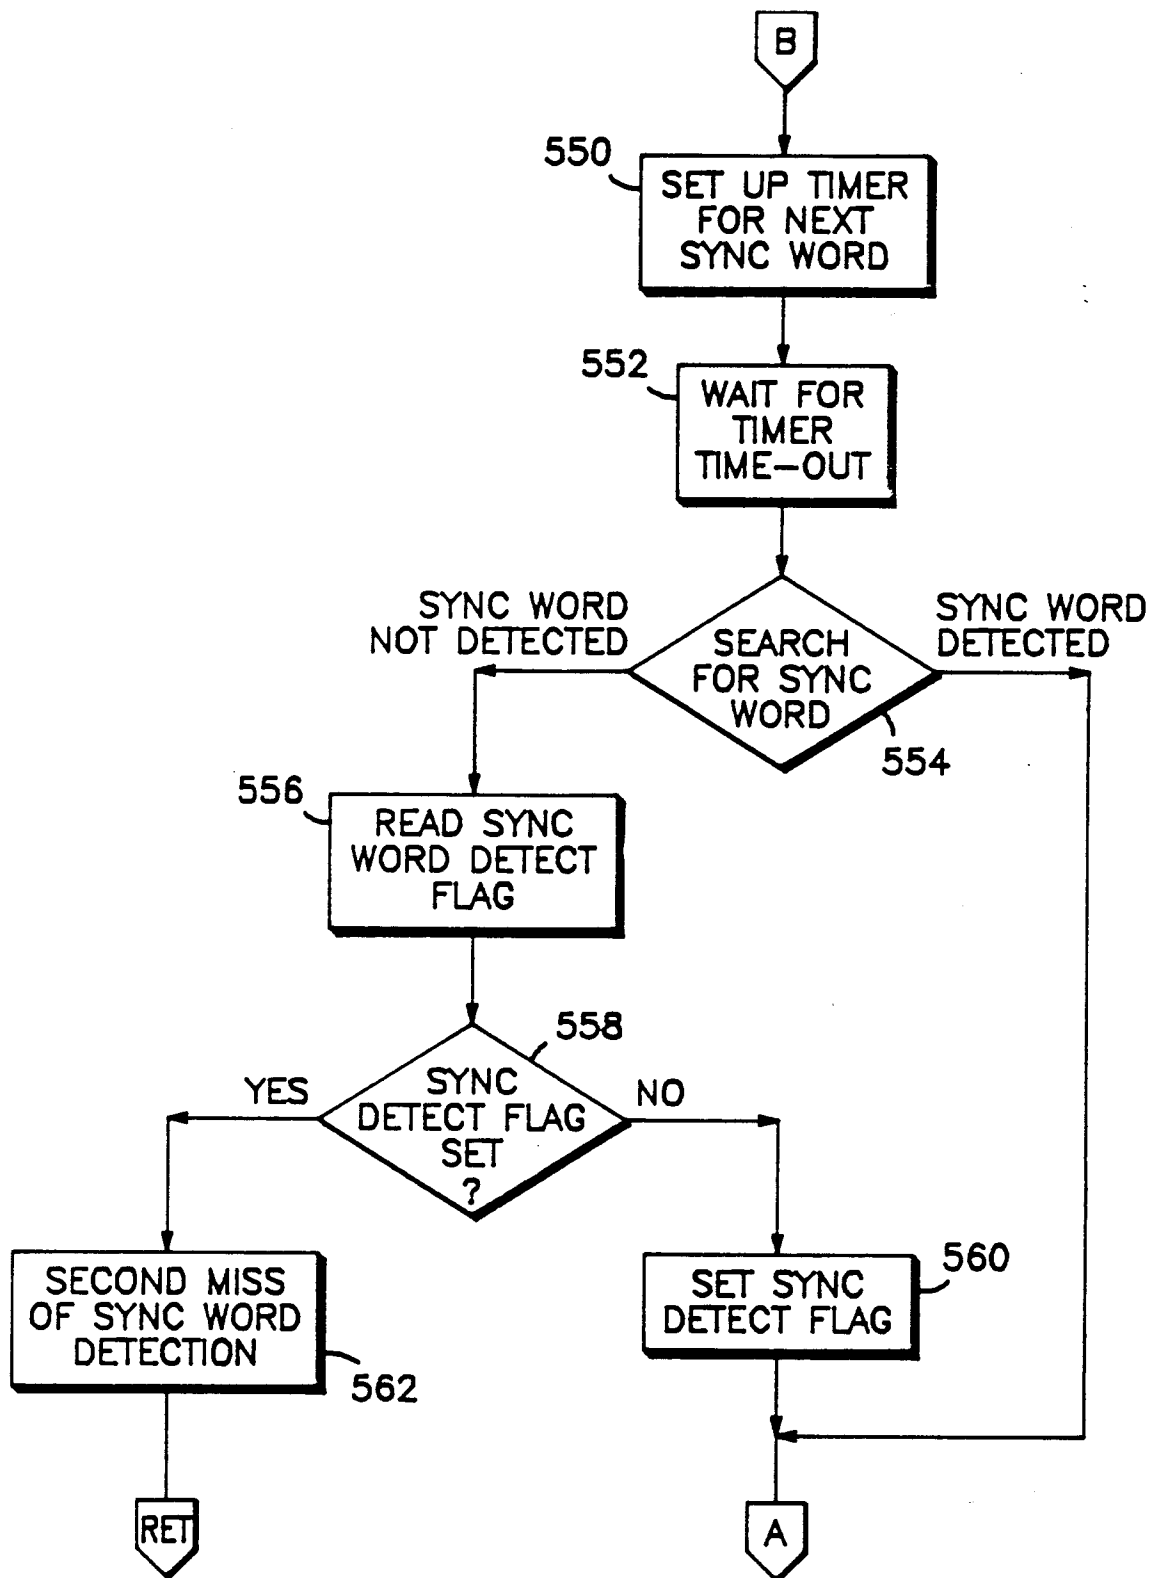 B
550
SET UP TIMER
FOR NEXT
SYNC WORD
552
WAIT FOR
TIMER
TIME-OUT
SYNC WORD
NOT DETECTED
SEARCH
FOR SYNC
WORD
SYNC WORD
DETECTED
554
556
READ SYNC
WORD DETECT
FLAG
558
YES
SYNC
DETECT FLAG
SET
?
NO
SECOND MISS
OF SYNC WORD
DETECTION
562
SET SYNC
DETECT FLAG
560
RET
A